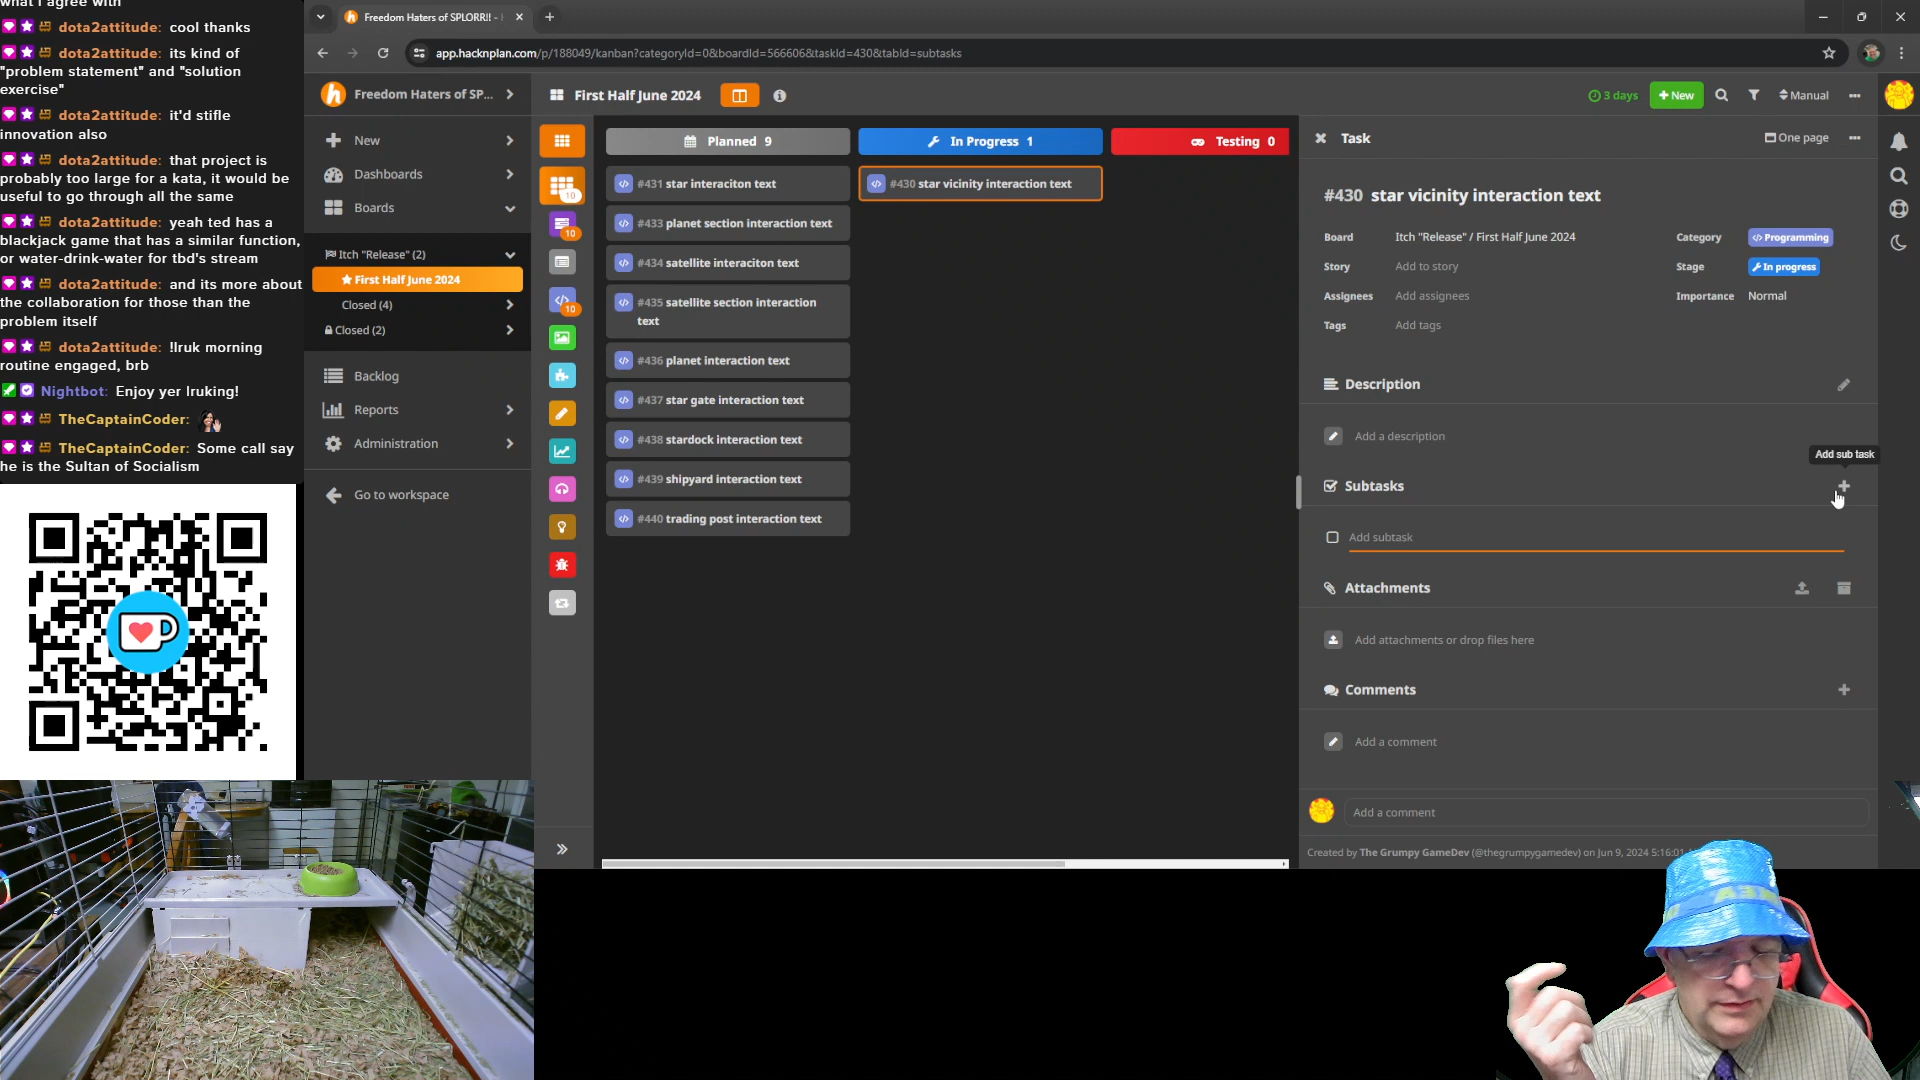 what I agree with
dota2attitude: cool thanks
dota2attitude: its kind of
"problem statement" and "solution
exercise"
dota2attitude: it'd stifle
innovation also
dota2attitude: that project is
probably too large for a kata, it would be
useful to go through all the same
dota2attitude: yeah ted has a
blackjack game that has a similar function,
or water-drink-water for tbd's stream
dota2attitude: and its more about
the collaboration for those than the
problem itself
dota2attitude: !lruk morning
routine engaged, brb
Nightbot: Enjoy yer lruking!
TheCaptainCoder:
TheCaptainCoder: Some call say
he is the Sultan of Socialism
Freedom Haters of SPLORR!! -
app.hacknplan.com/p/188049/kanban?categoryId=0&boardId=566606&taskId=430&tabId=subtasks
Freedom Haters of SP...
New
Dashboards
Boards
Itch "Release" (2)
First Half June 2024
Closed (4)
Closed (2)
Backlog
Reports
Administration
Go to workspace
First Half June 2024
3 days
New
Manual
10
10
10
Planned 9
#431 star interaciton text
#433 planet section interaction text
#434 satellite interaciton text
#435 satellite section interaction
text
#436 planet interaction text
#437 star gate interaction text
#438 stardock interaction text
#439 shipyard interaction text
#440 trading post interaction text
In Progress 1
#430 star vicinity interaction text
Testing 0
Task
One page
#430 star vicinity interaction text
Board Itch "Release" / First Half June 2024
Category Programming
Story Add to story
Stage In progress
Assignees Add assignees
Importance Normal
Tags Add tags
Description
Add a description
Add sub task
Subtasks
Add subtask
Attachments
Add attachments or drop files here
Comments
Add a comment
Add a comment
Created by The Grumpy GameDev (@thegrumpygamedev) on Jun 9, 2024 5:16:01